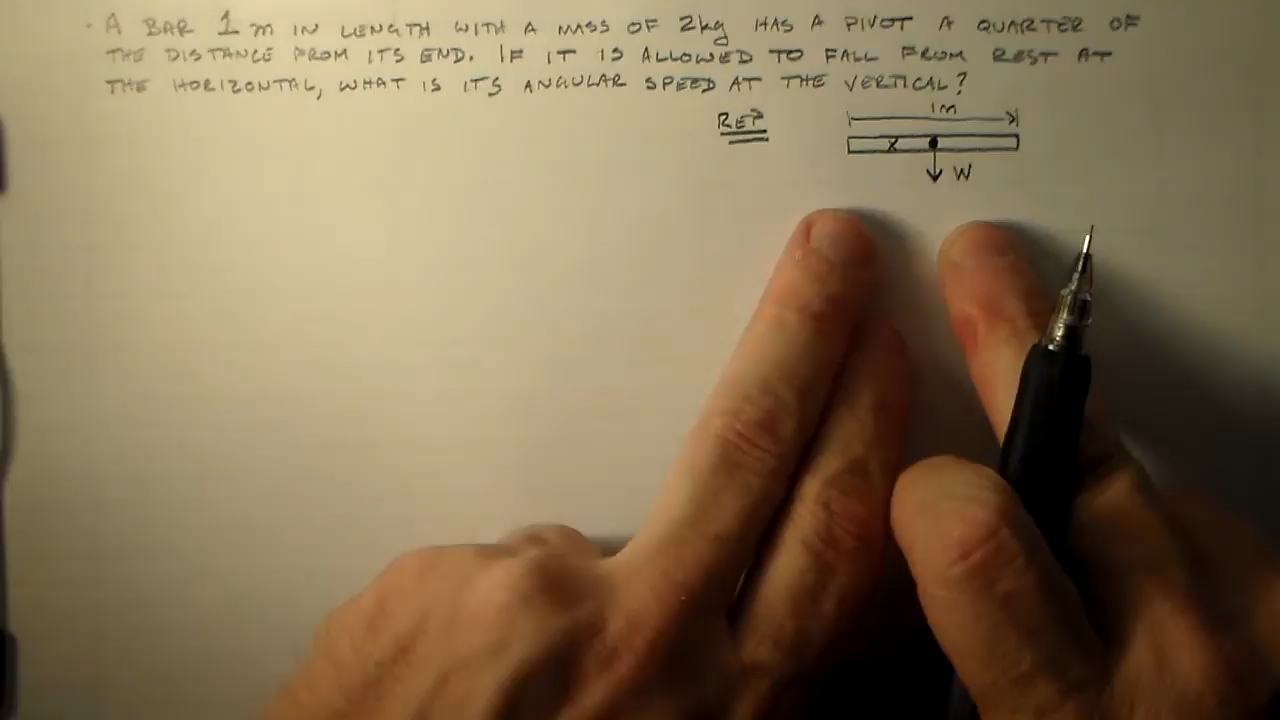 · A BAR 1 m IN LENGTH WITH A MASS OF 2kg HAS A PIVOT A QUARTER OF
THE DISTANCE FROM ITS END. IF IT IS ALLOWED TO FALL FROM REST AT
THE HORIZONTAL, WHAT IS ITS ANGULAR SPEED AT THE VERTICAL?
1m
REP
x
W